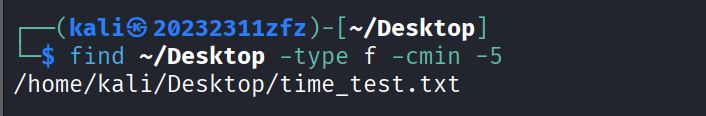 ┌──(kali㉿20232311zfz)-[~/Desktop]
└─$ find ~/Desktop -type f -cmin -5
/home/kali/Desktop/time_test.txt